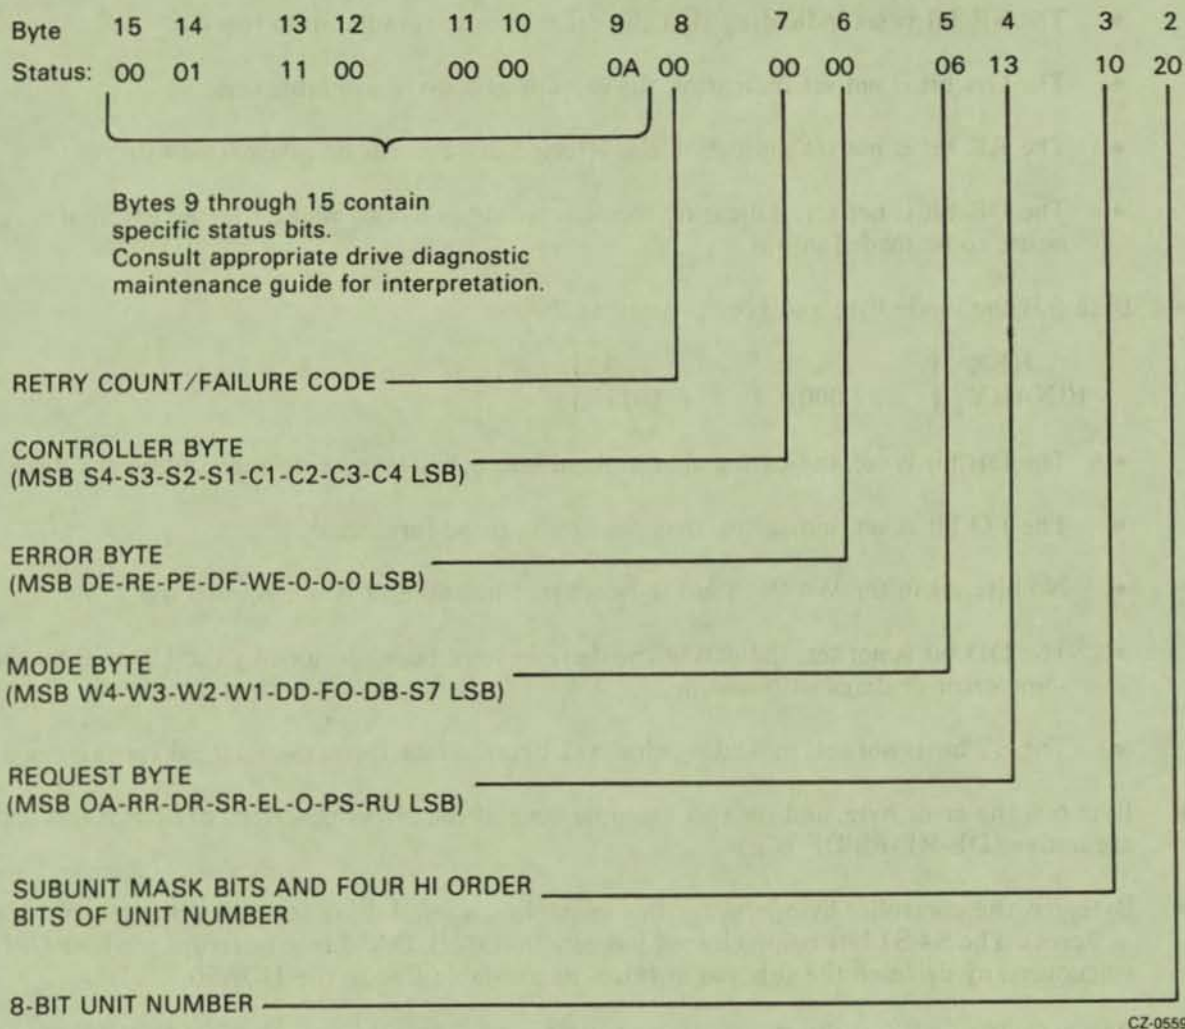 Byte 15 14 13 12 11 10 9 8 7 6 5 4 3 2
Status: 00 01 11 00 00 00 0A 00 00 00 06 13 10 20
Bytes 9 through 15 contain
specific status bits.
Consult appropriate drive diagnostic
maintenance guide for interpretation.
RETRY COUNT/FAILURE CODE
CONTROLLER BYTE
(MSB S4-S3-S2-S1-C1-C2-C3-C4 LSB)
ERROR BYTE
(MSB DE-RE-PE-DF-WE-0-0-0 LSB)
MODE BYTE
(MSB W4-W3-W2-W1-DD-FO-DB-S7 LSB)
REQUEST BYTE
(MSB OA-RR-DR-SR-EL-O-PS-RU LSB)
SUBUNIT MASK BITS AND FOUR HI ORDER
BITS OF UNIT NUMBER
8-BIT UNIT NUMBER
CZ-0559